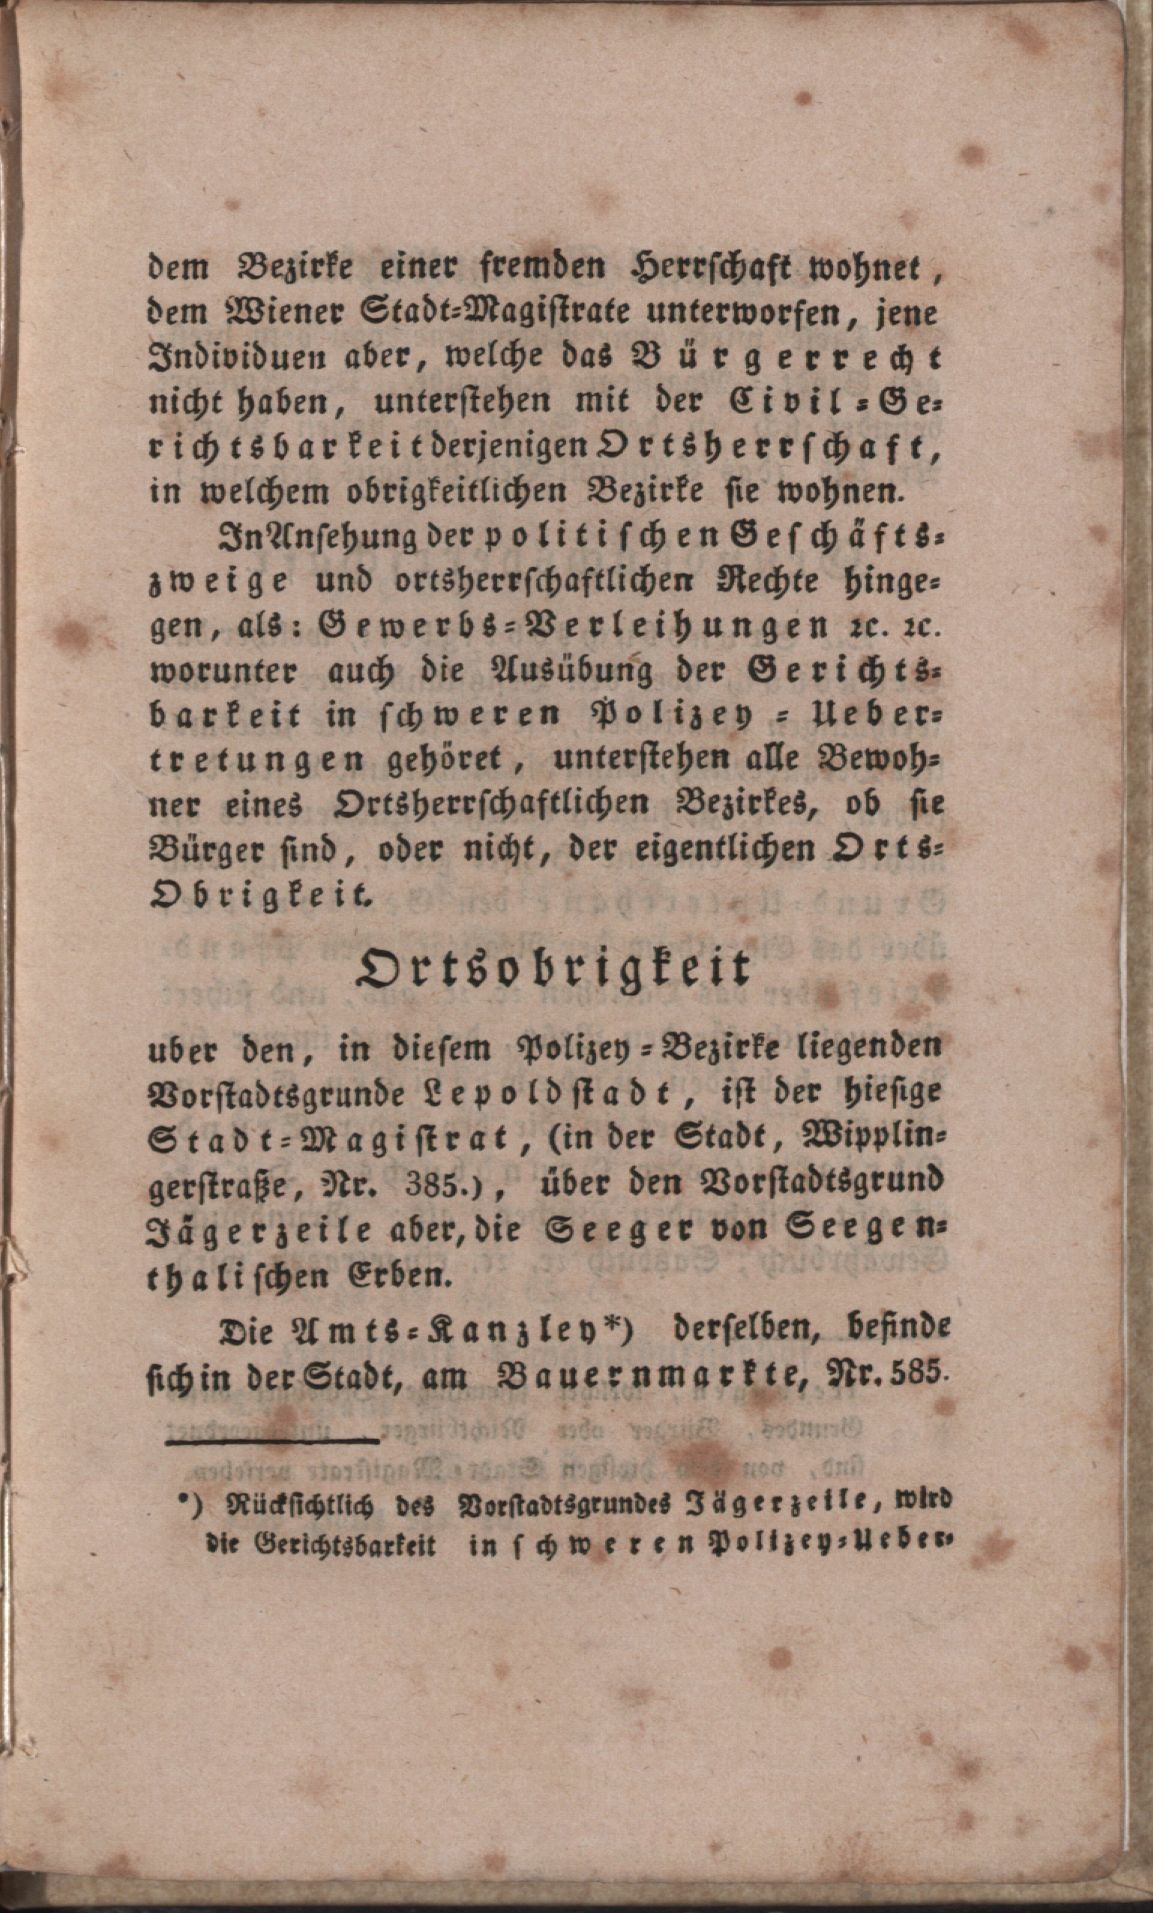 dem Bezirke einer fremden Herrschaft wohnet,
dem Wiener Stadt-Magistrate unterworfen, jene
Individuen aber, welche das Bürgerrecht
nicht haben, unterstehen mit der Civil-Ge-
richtsbarkeit derjenigen Ortsherrschaft,
in welchem obrigkeitlichen Bezirke sie wohnen.
In Ansehung der politischen Geschäfts-
zweige und ortsherrschaftlichen Rechte hinge-
gen, als: Gewerbs-Verleihungen ꝛc. ꝛc.
worunter auch die Ausübung der Gerichts-
barkeit in schweren Polizey-Ueber-
tretungen gehöret, unterstehen alle Bewoh-
ner eines Ortsherrschaftlichen Bezirkes, ob sie
Bürger sind, oder nicht, der eigentlichen Orts-
Obrigkeit.
Ortsobrigkeit
uber den, in diesem Polizey-Bezirke liegenden
Vorstadtsgrunde Lepoldstadt, ist der hiesige
Stadt-Magistrat, (in der Stadt, Wipplin-
gerstraße, Nr. 385.), über den Vorstadtsgrund
Jägerzeile aber, die Seeger von Seegen-
thalischen Erben.
Die Amts-Kanzley*) derselben, befinde
sich in der Stadt, am Bauernmarkte, Nr. 585.
*) Rücksichtlich des Vorstadtsgrundes Jägerzeile, wird
die Gerichtsbarkeit in schweren Polizey-Ueber-